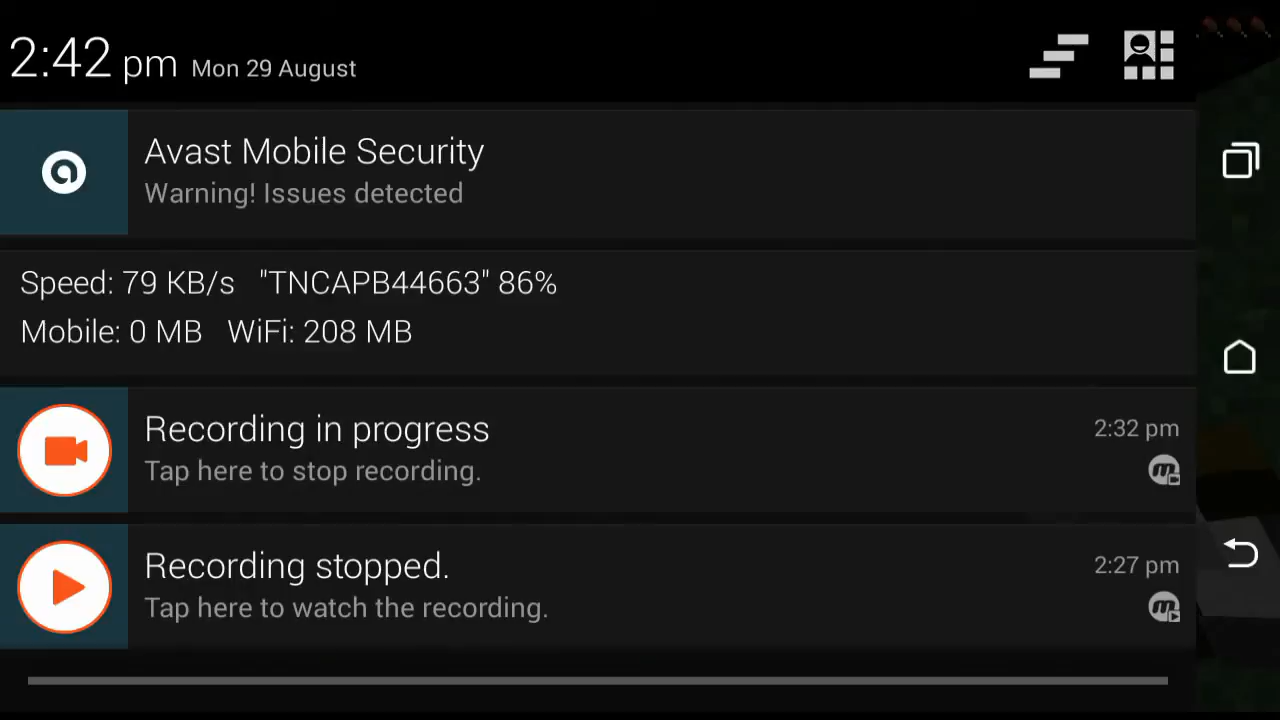 2:42 pm Mon 29 August
Avast Mobile Security
Warning! Issues detected
Speed: 79 KB/s "TNCAPB44663" 86%
Mobile: 0 MB WiFi: 208 MB
Recording in progress 2:32 pm
Tap here to stop recording.
Recording stopped. 2:27 pm
Tap here to watch the recording.